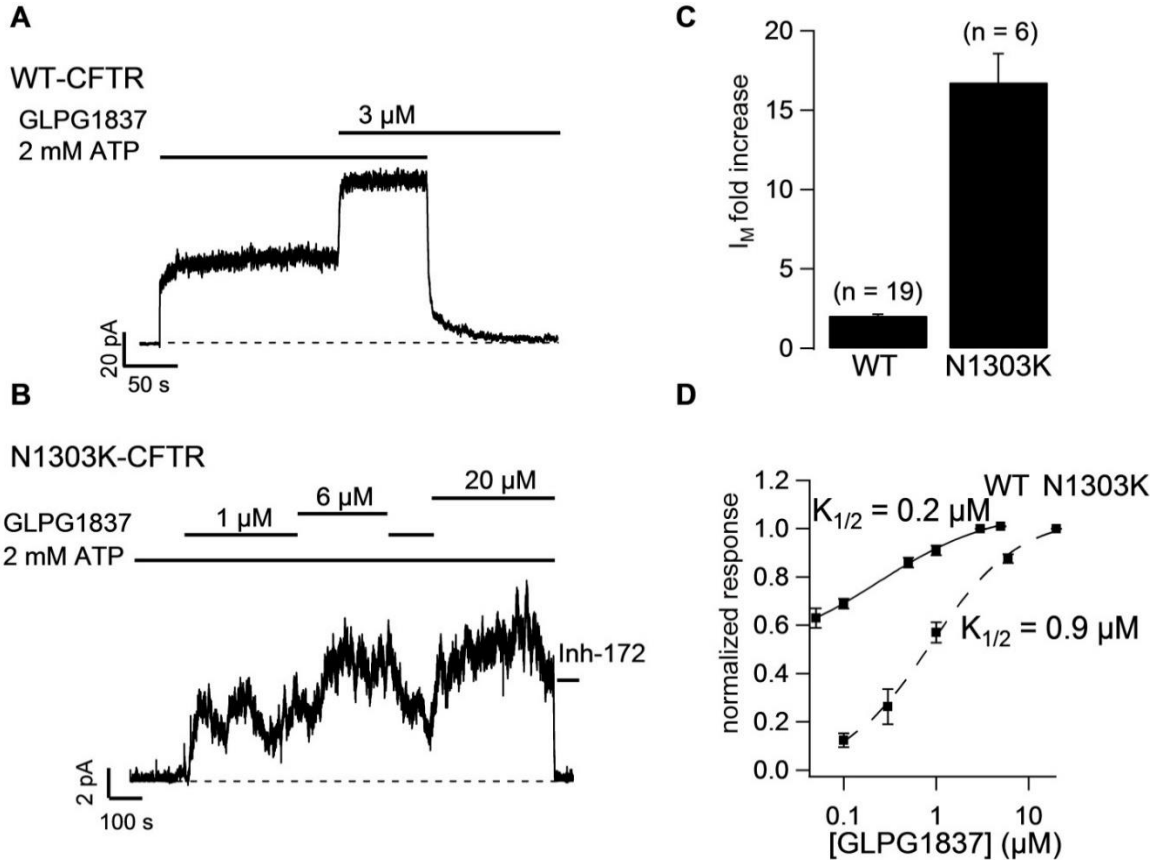 A
WT-CFTR
GLPG1837
3 μM
2 mM ATP
20 pA
50 s
B
N1303K-CFTR
GLPG1837
1 μM
6 μM
20 μM
2 mM ATP
Inh-172
2 pA
100 s
C
20
15
10
5
0
I_M fold increase
(n = 19)
(n = 6)
WT
N1303K
D
1.2
1.0
0.8
0.6
0.4
0.2
0.0
normalized response
WT N1303K
K1/2 = 0.2 μM
K1/2 = 0.9 μM
0.1
1
10
[GLPG1837] (μM)